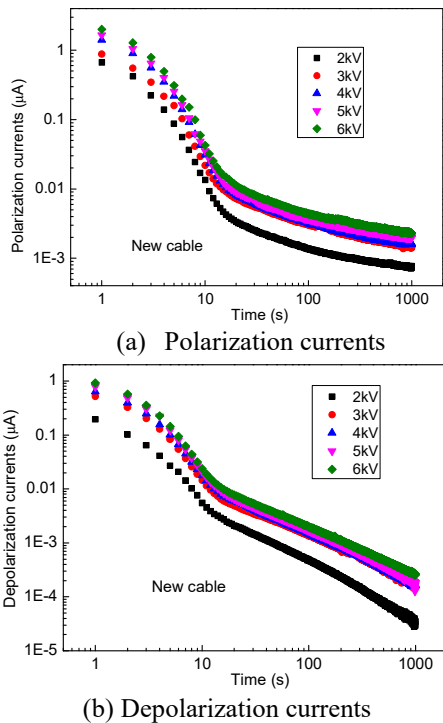 Polarization currents (μA)
1
0.1
0.01
1E-3
2kV
3kV
4kV
5kV
6kV
New cable
1
10
100
1000
Time (s)
(a) Polarization currents
Depolarization currents (μA)
1
0.1
0.01
1E-3
1E-4
1E-5
2kV
3kV
4kV
5kV
6kV
New cable
1
10
100
1000
Time (s)
(b) Depolarization currents